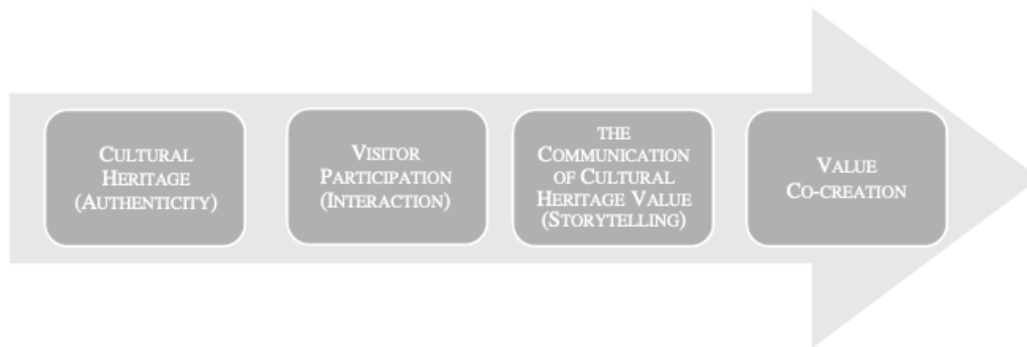 CULTURAL
HERITAGE
(AUTHENTICITY)
VISITOR
PARTICIPATION
(INTERACTION)
THE
COMMUNICATION
OF CULTURAL
HERITAGE VALUE
(STORYTELLING)
VALUE
CO-CREATION